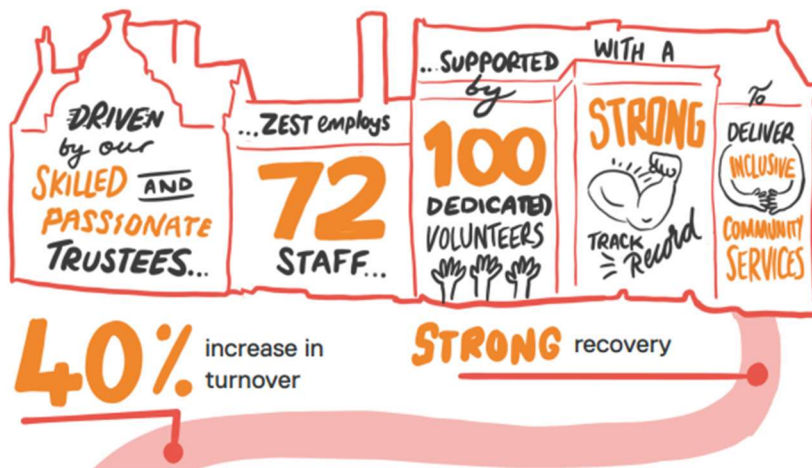 DRIVEN
by our
SKILLED AND
PASSIONATE
TRUSTEES...
...ZEST employs
72
STAFF...
...SUPPORTED
by
100
DEDICATED
VOLUNTEERS
WITH A
STRONG
TRACK
Record
To
DELIVER
INCLUSIVE
COMMUNITY
SERVICES
40% increase in
turnover
STRONG recovery